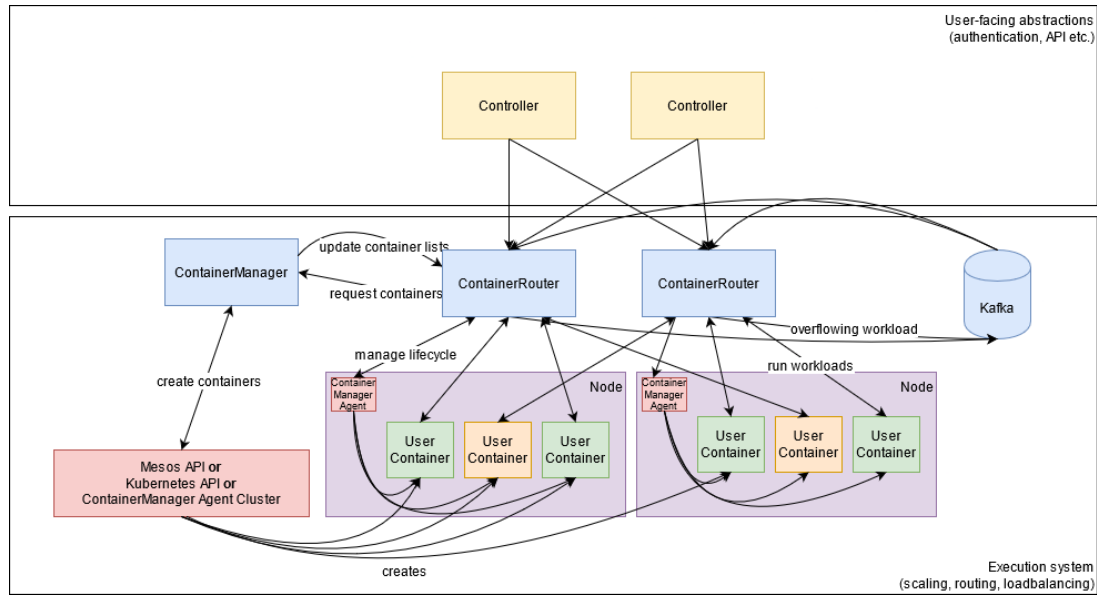 User-facing abstractions
(authentication, API etc.)
Controller
Controller
update container lists
ContainerManager
request containers
ContainerRouter
ContainerRouter
Kafka
overflowing workload
manage lifecycle
run workloads
create containers
Container
Manager
Agent
Node
User
Container
User
Container
User
Container
Container
Manager
Agent
Node
User
Container
User
Container
User
Container
Mesos API or
Kubernetes API or
ContainerManager Agent Cluster
creates
Execution system
(scaling, routing, loadbalancing)